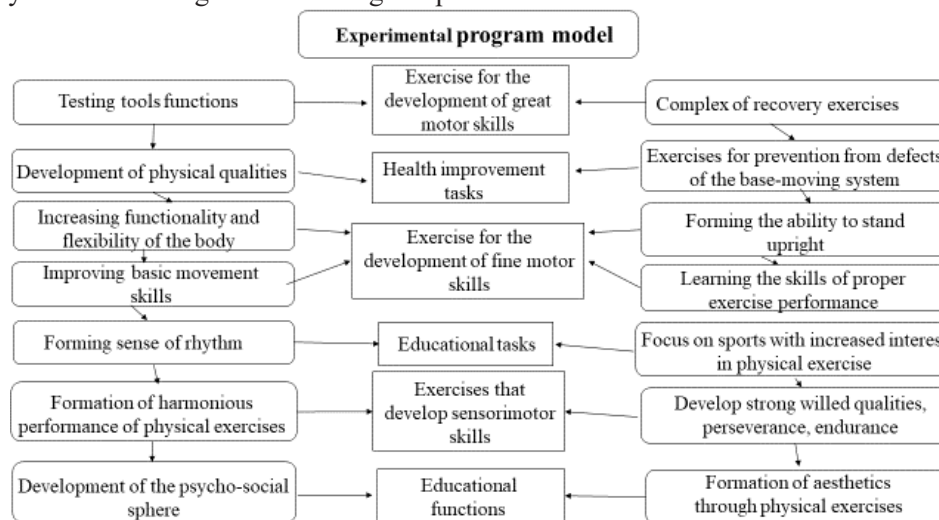 Experimental program model
Testing tools functions
Exercise for the
development of great
motor skills
Complex of recovery exercises
Development of physical qualities
Health improvement
tasks
Exercises for prevention from defects
of the base-moving system
Increasing functionality and
flexibility of the body
Exercise for the
development of fine motor
skills
Forming the ability to stand
upright
Improving basic movement
skills
Learning the skills of proper
exercise performance
Forming sense of rhythm
Educational tasks
Focus on sports with increased interes
in physical exercise
Formation of harmonious
performance of physical exercises
Exercises that
develop sensorimotor
skills
Develop strong willed qualities,
perseverance, endurance
Development of the psycho-social
sphere
Educational
functions
Formation of aesthetics
through physical exercises